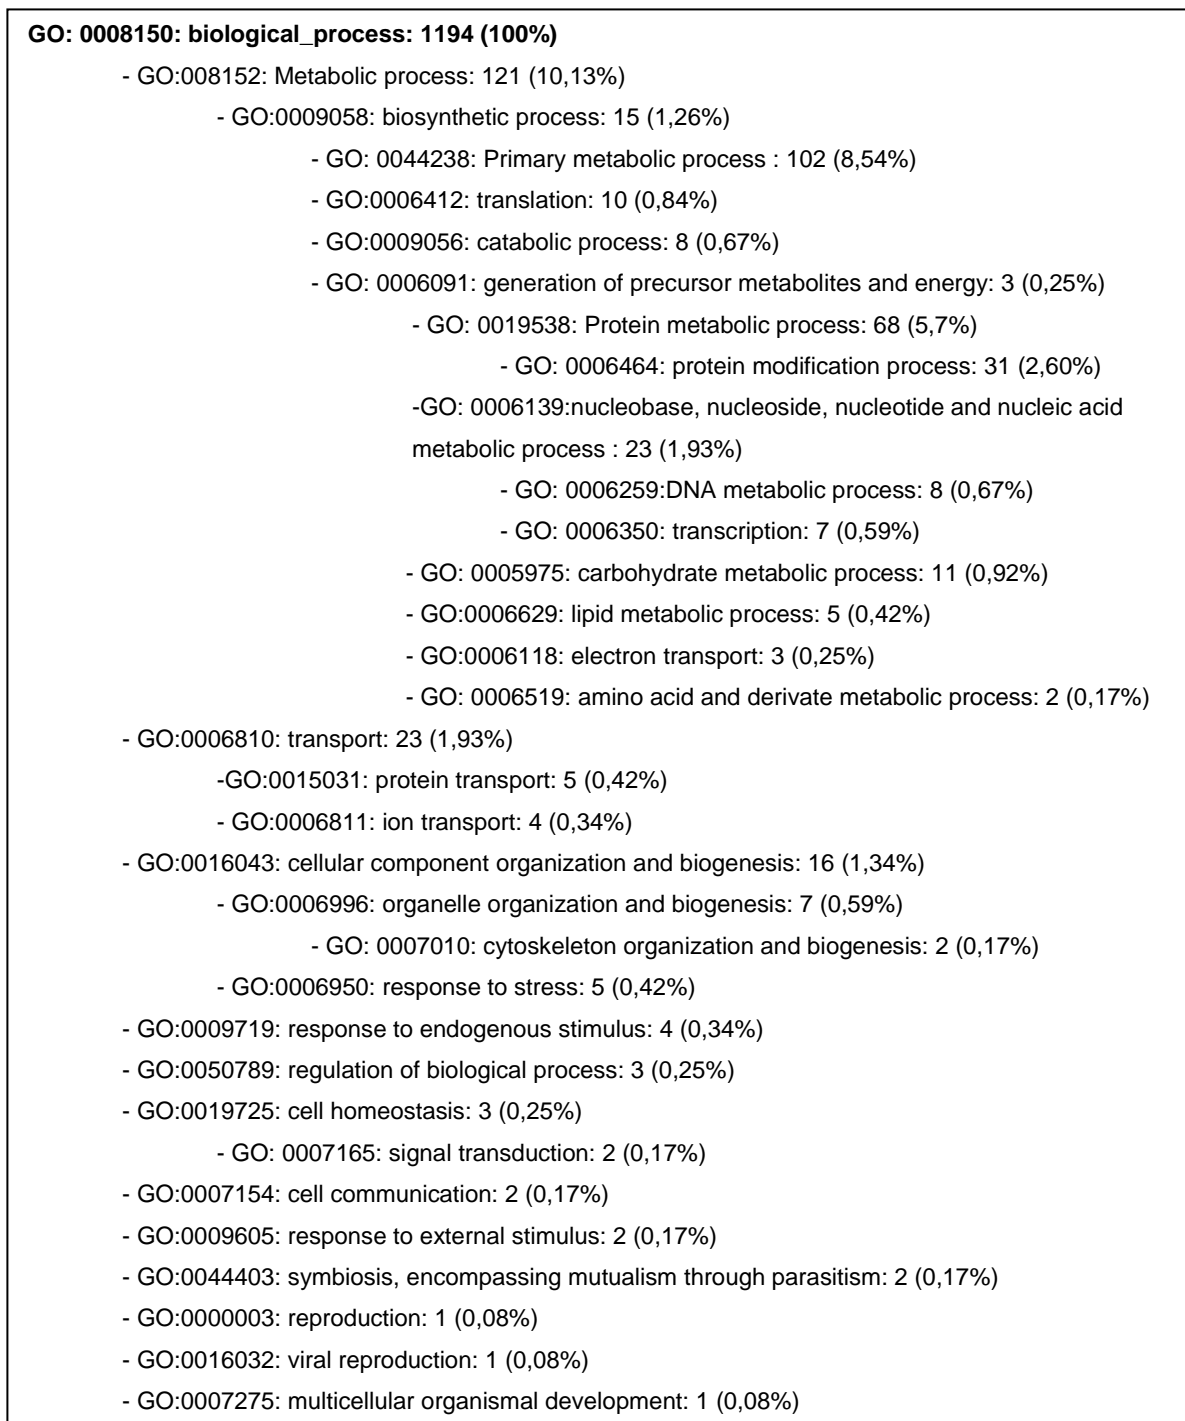 GO: 0008150: biological_process: 1194 (100%)
- GO:008152: Metabolic process: 121 (10,13%)
- GO:0009058: biosynthetic process: 15 (1,26%)
- GO: 0044238: Primary metabolic process : 102 (8,54%)
- GO:0006412: translation: 10 (0,84%)
- GO:0009056: catabolic process: 8 (0,67%)
- GO: 0006091: generation of precursor metabolites and energy: 3 (0,25%)
- GO: 0019538: Protein metabolic process: 68 (5,7%)
- GO: 0006464: protein modification process: 31 (2,60%)
-GO: 0006139:nucleobase, nucleoside, nucleotide and nucleic acid
metabolic process : 23 (1,93%)
- GO: 0006259:DNA metabolic process: 8 (0,67%)
- GO: 0006350: transcription: 7 (0,59%)
- GO: 0005975: carbohydrate metabolic process: 11 (0,92%)
- GO:0006629: lipid metabolic process: 5 (0,42%)
- GO:0006118: electron transport: 3 (0,25%)
- GO: 0006519: amino acid and derivate metabolic process: 2 (0,17%)
- GO:0006810: transport: 23 (1,93%)
-GO:0015031: protein transport: 5 (0,42%)
- GO:0006811: ion transport: 4 (0,34%)
- GO:0016043: cellular component organization and biogenesis: 16 (1,34%)
- GO:0006996: organelle organization and biogenesis: 7 (0,59%)
- GO: 0007010: cytoskeleton organization and biogenesis: 2 (0,17%)
- GO:0006950: response to stress: 5 (0,42%)
- GO:0009719: response to endogenous stimulus: 4 (0,34%)
- GO:0050789: regulation of biological process: 3 (0,25%)
- GO:0019725: cell homeostasis: 3 (0,25%)
- GO: 0007165: signal transduction: 2 (0,17%)
- GO:0007154: cell communication: 2 (0,17%)
- GO:0009605: response to external stimulus: 2 (0,17%)
- GO:0044403: symbiosis, encompassing mutualism through parasitism: 2 (0,17%)
- GO:0000003: reproduction: 1 (0,08%)
- GO:0016032: viral reproduction: 1 (0,08%)
- GO:0007275: multicellular organismal development: 1 (0,08%)